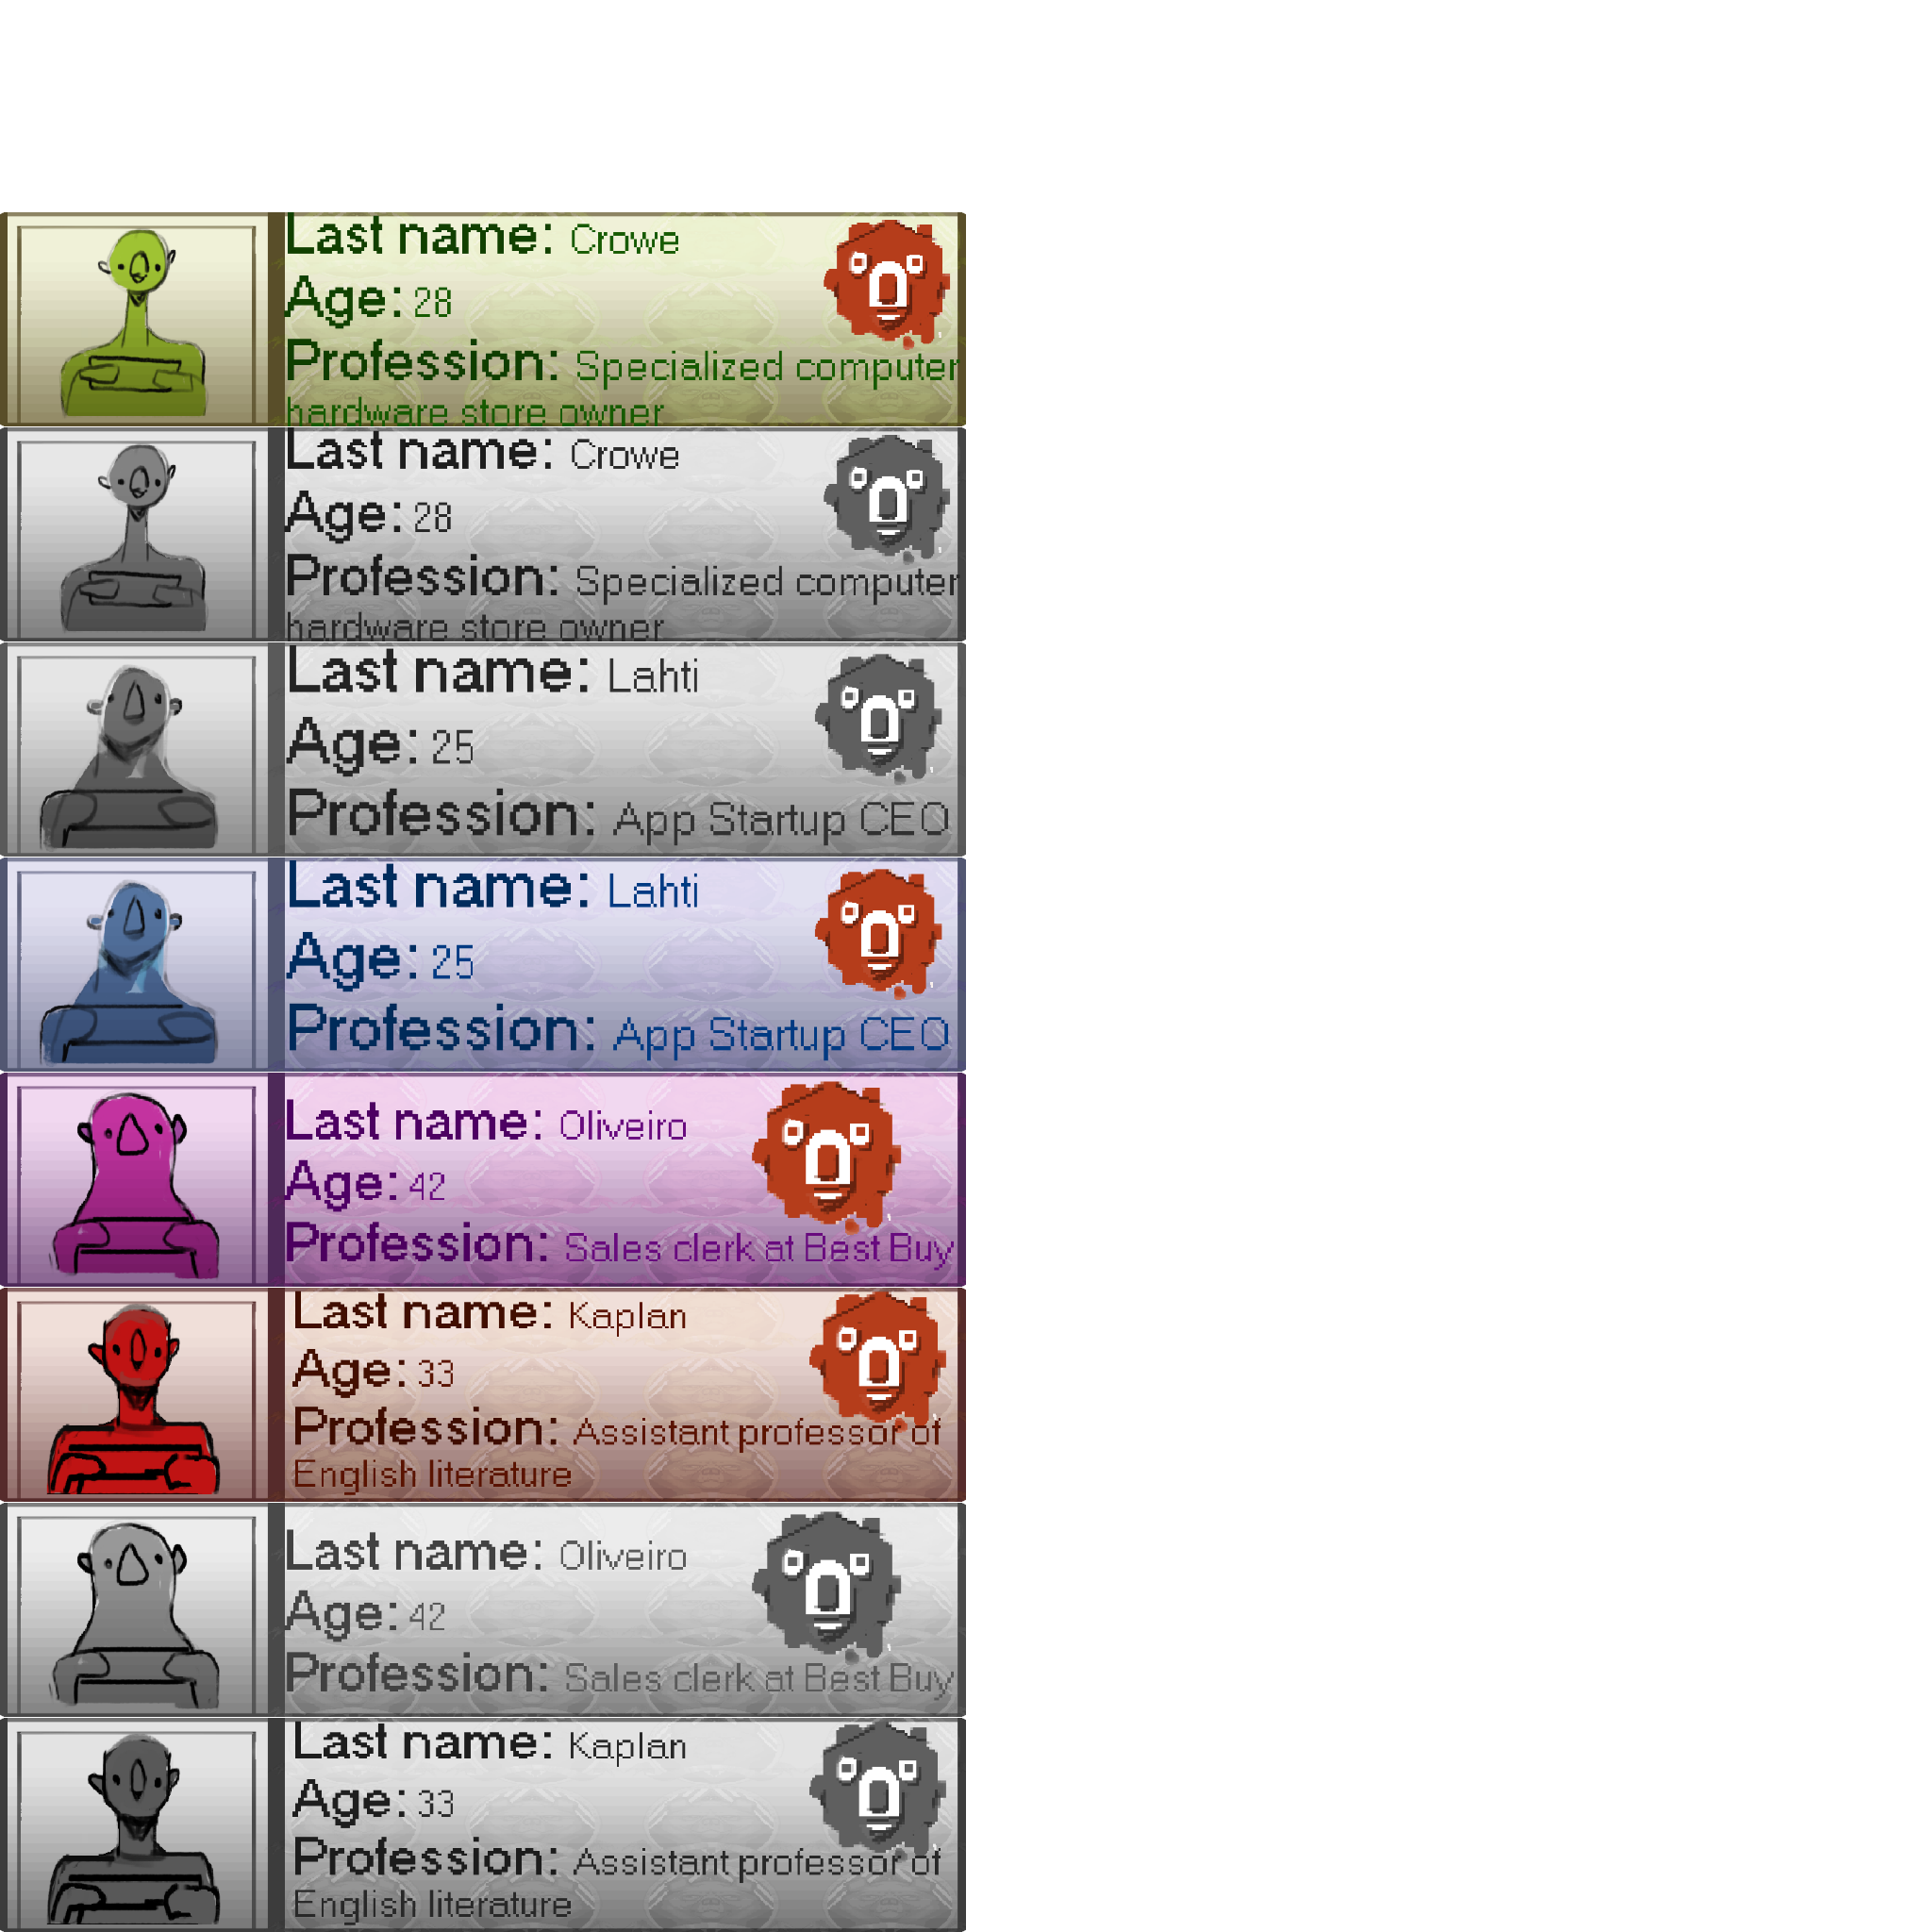 Last name: Crowe
Age: 28
Profession: Specialized computer
hardware store owner
Last name: Crowe
Age: 28
Profession: Specialized computer
hardware store owner
Last name: Lahti
Age: 25
Profession: App Startup CEO
Last name: Lahti
Age: 25
Profession: App Startup CEO
Last name: Oliveiro
Age: 42
Profession: Sales clerk at Best Buy
Last name: Kaplan
Age: 33
Profession: Assistant professor of
English literature
Last name: Oliveiro
Age: 42
Profession: Sales clerk at Best Buy
Last name: Kaplan
Age: 33
Profession: Assistant professor of
English literature